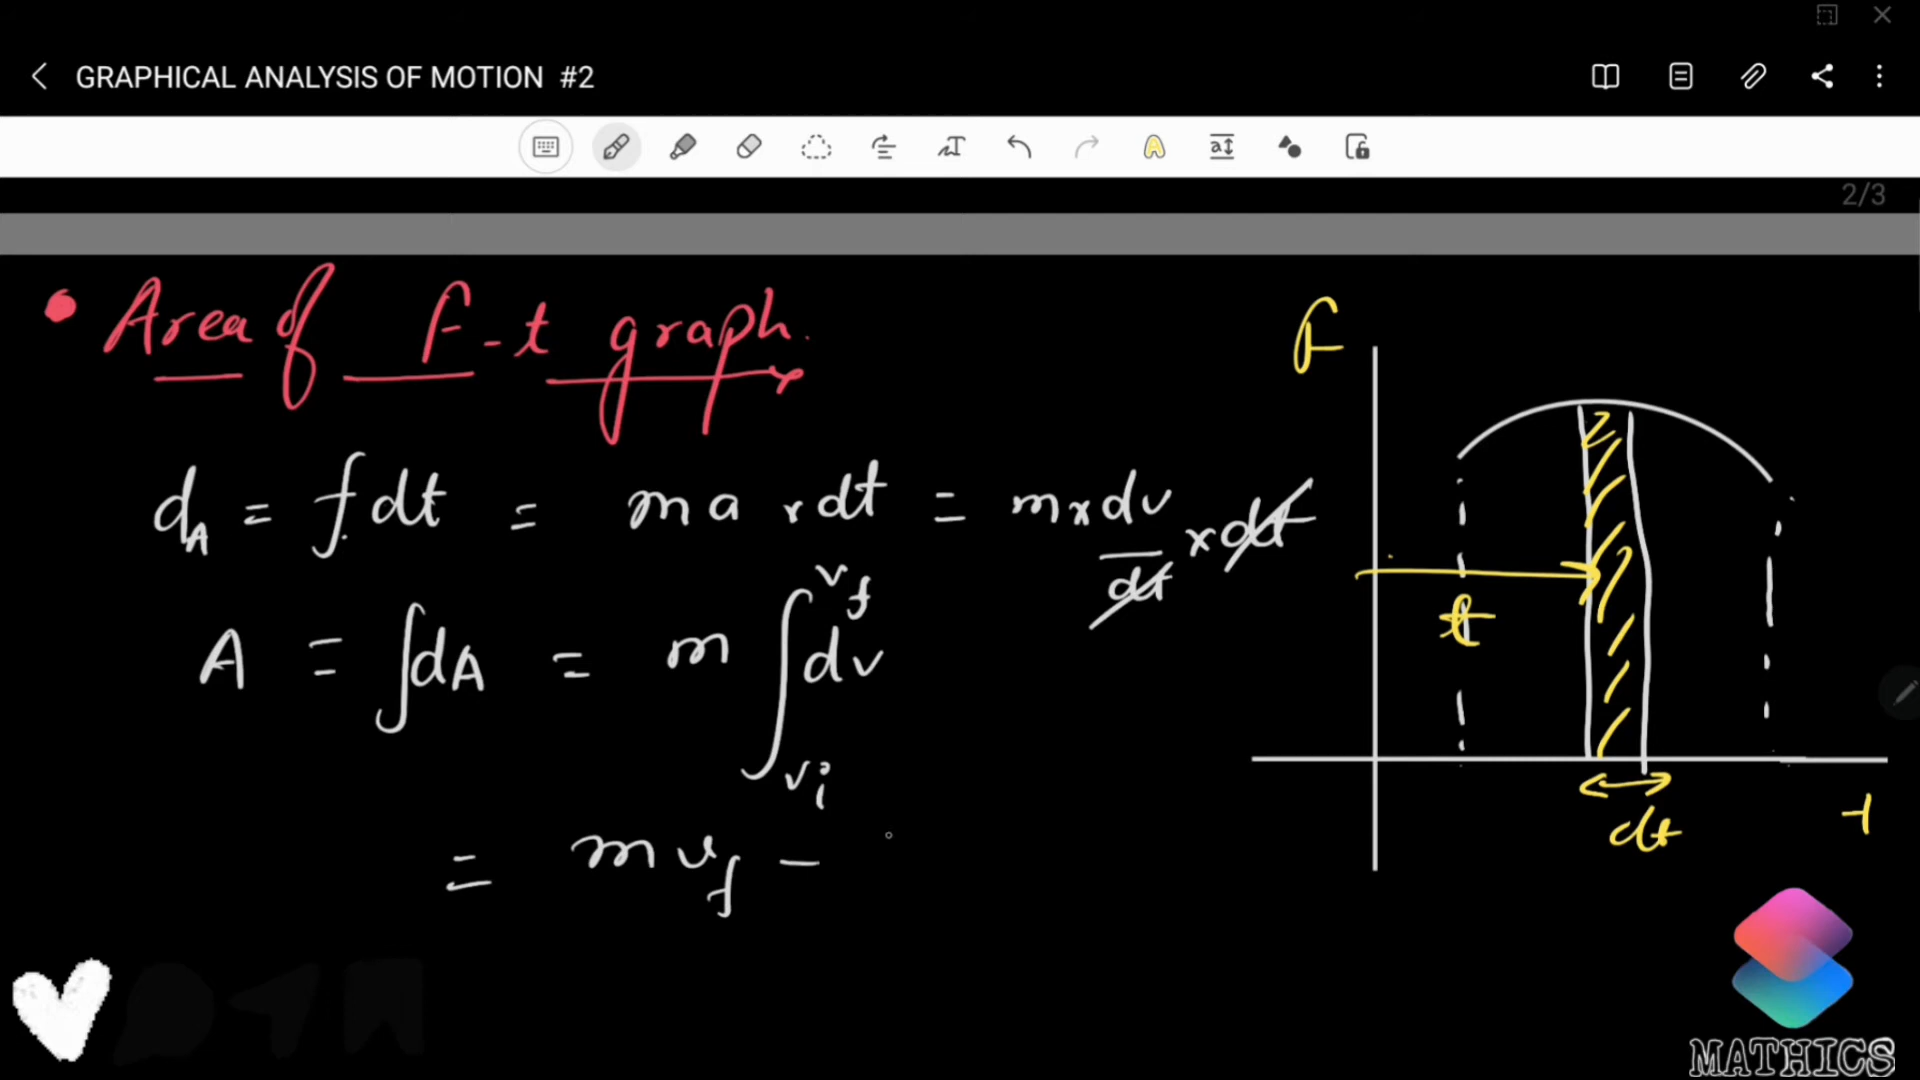 GRAPHICAL ANALYSIS OF MOTION #2
2/3
• Area of F-t graph.
dA = f dt = m a x dt = m x dv/dt x dt
A = ∫dA = m ∫ dv
vf
vi
= m vf −
F
t
dt
t
MATHICS